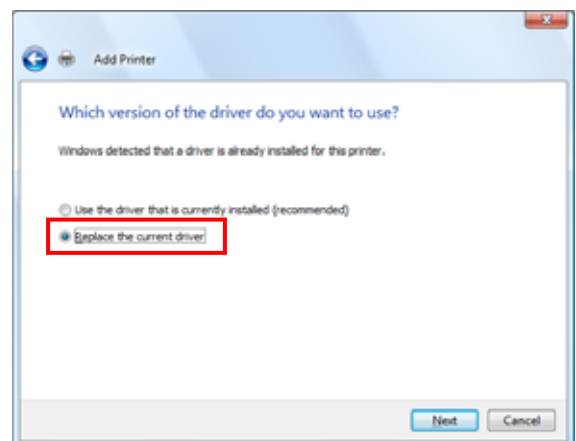 Add Printer
Which version of the driver do you want to use?
Windows detected that a driver is already installed for this printer.
Use the driver that is currently installed (recommended)
Replace the current driver
Next Cancel